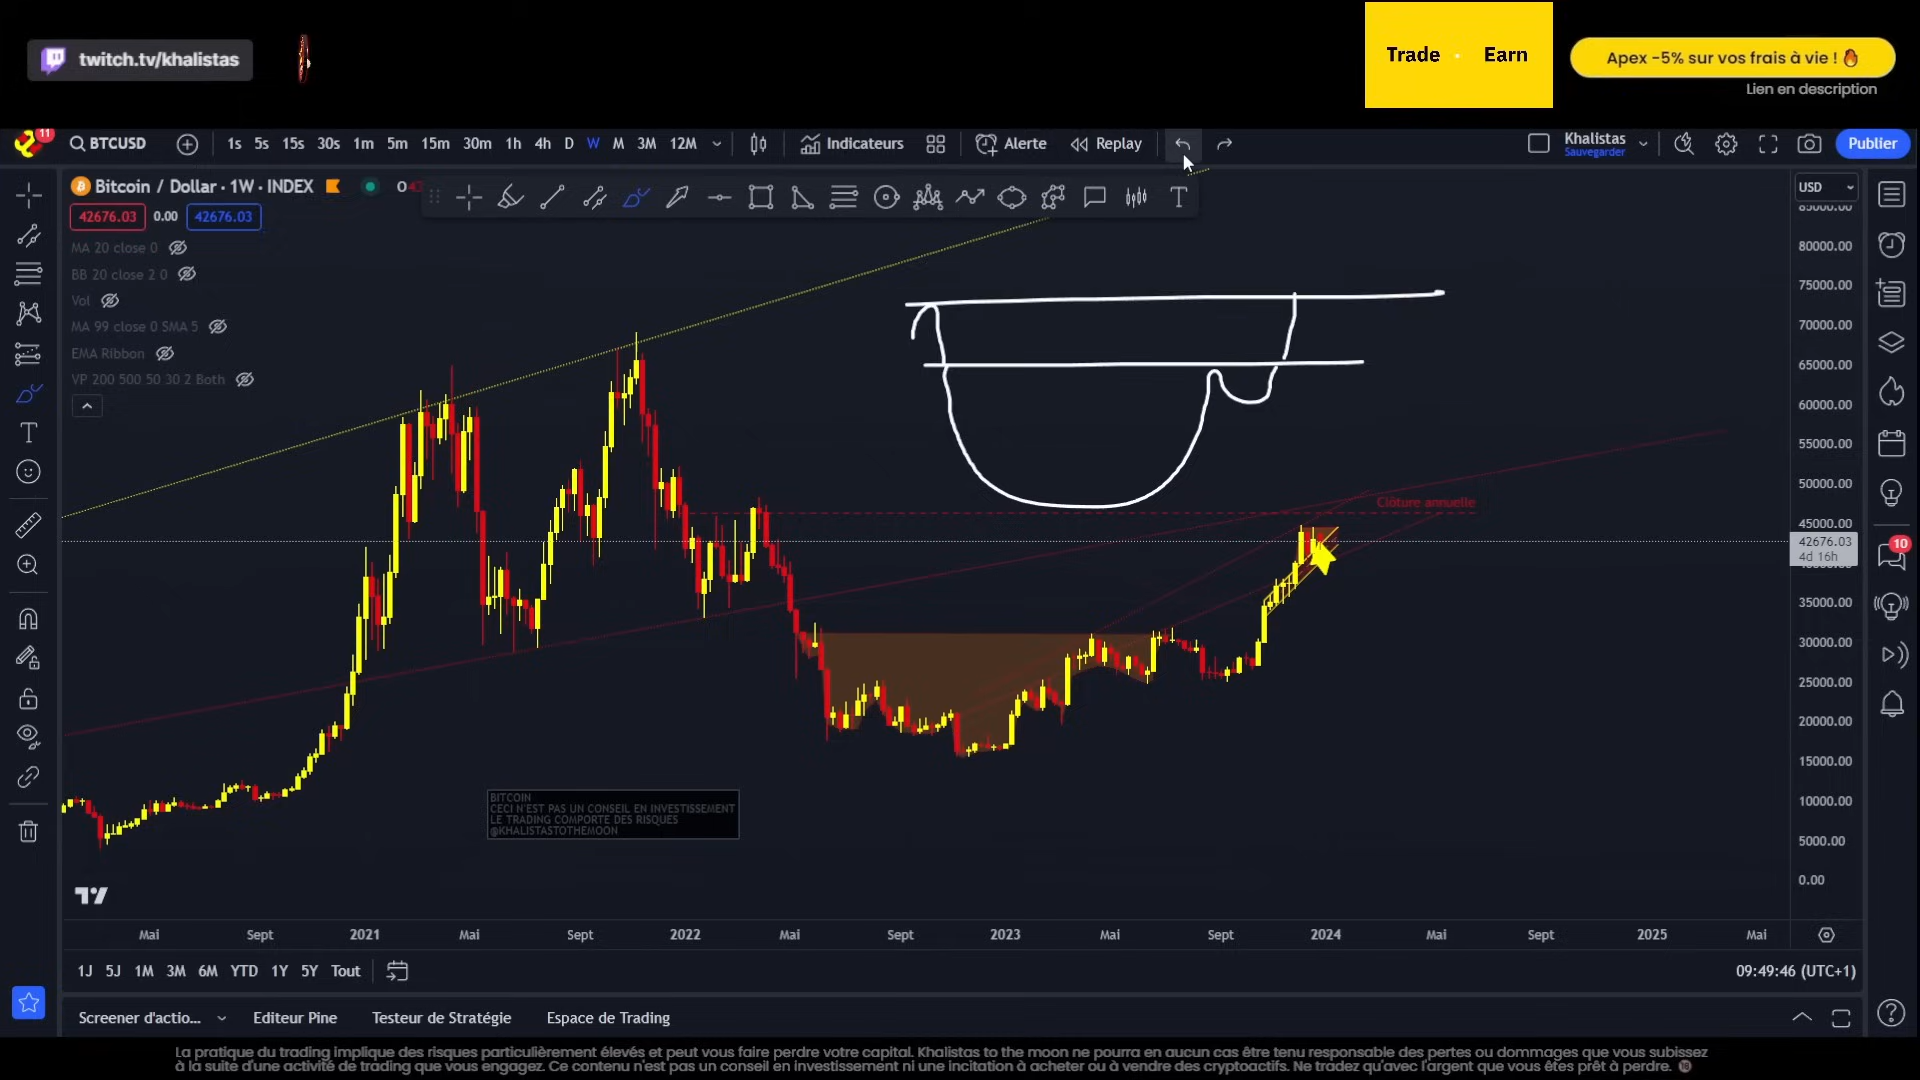 twitch.tv/khalistas
Trade · Earn
Apex -5% sur vos frais à vie ! 🔥
Lien en description
11
BTCUSD
1s 5s 15s 30s 1m 5m 15m 30m 1h 4h D W M 3M 12M
Indicateurs
Alerte
Replay
Khalistas
Sauvegarder
Publier
Bitcoin / Dollar · 1W · INDEX
42676.03 0.00 42676.03
MA 20 close 0
BB 20 close 2 0
Vol
MA 99 close 0 SMA 5
EMA Ribbon
VP 200 500 50 30 2 Both
USD
85000.00
80000.00
75000.00
70000.00
65000.00
60000.00
55000.00
50000.00
Clôture annuelle
45000.00
42676.03
4d 16h
10
35000.00
30000.00
25000.00
20000.00
15000.00
10000.00
5000.00
0.00
BITCOIN
CECI N'EST PAS UN CONSEIL EN INVESTISSEMENT
LE TRADING COMPORTE DES RISQUES
@KHALISTASTOTHEMOON
Mai Sept 2021 Mai Sept 2022 Mai Sept 2023 Mai Sept 2024 Mai Sept 2025 Mai
1J 5J 1M 3M 6M YTD 1Y 5Y Tout
09:49:46 (UTC+1)
Screener d'actio... Editeur Pine Testeur de Stratégie Espace de Trading
La pratique du trading implique des risques particulièrement élevés et peut vous faire perdre votre capital. Khalistas to the moon ne pourra en aucun cas être tenu responsable des pertes ou dommages que vous subissez
à la suite d'une activité de trading que vous engagez. Ce contenu n'est pas un conseil en investissement ni une incitation à acheter ou à vendre des cryptoactifs. Ne tradez qu'avec l'argent que vous êtes prêt à perdre. 🔞